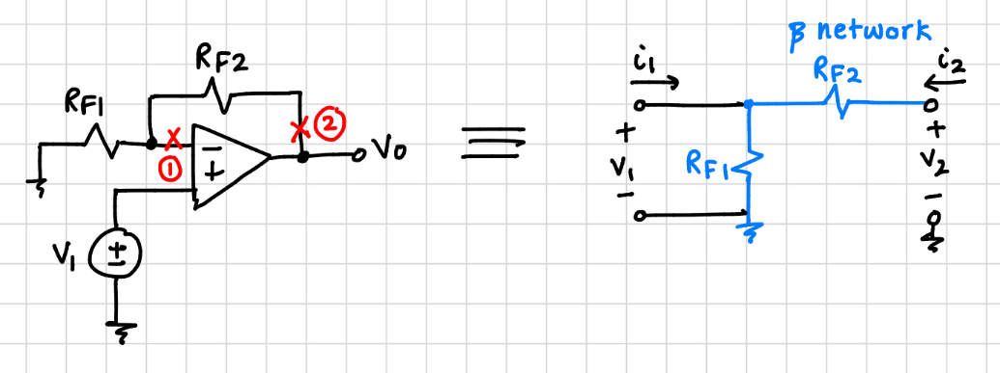 β network
RF2
RF1
①
②
Vo
V1
−
+
+
−
i1
RF2
i2
+
V1
−
RF1
+
V2
−